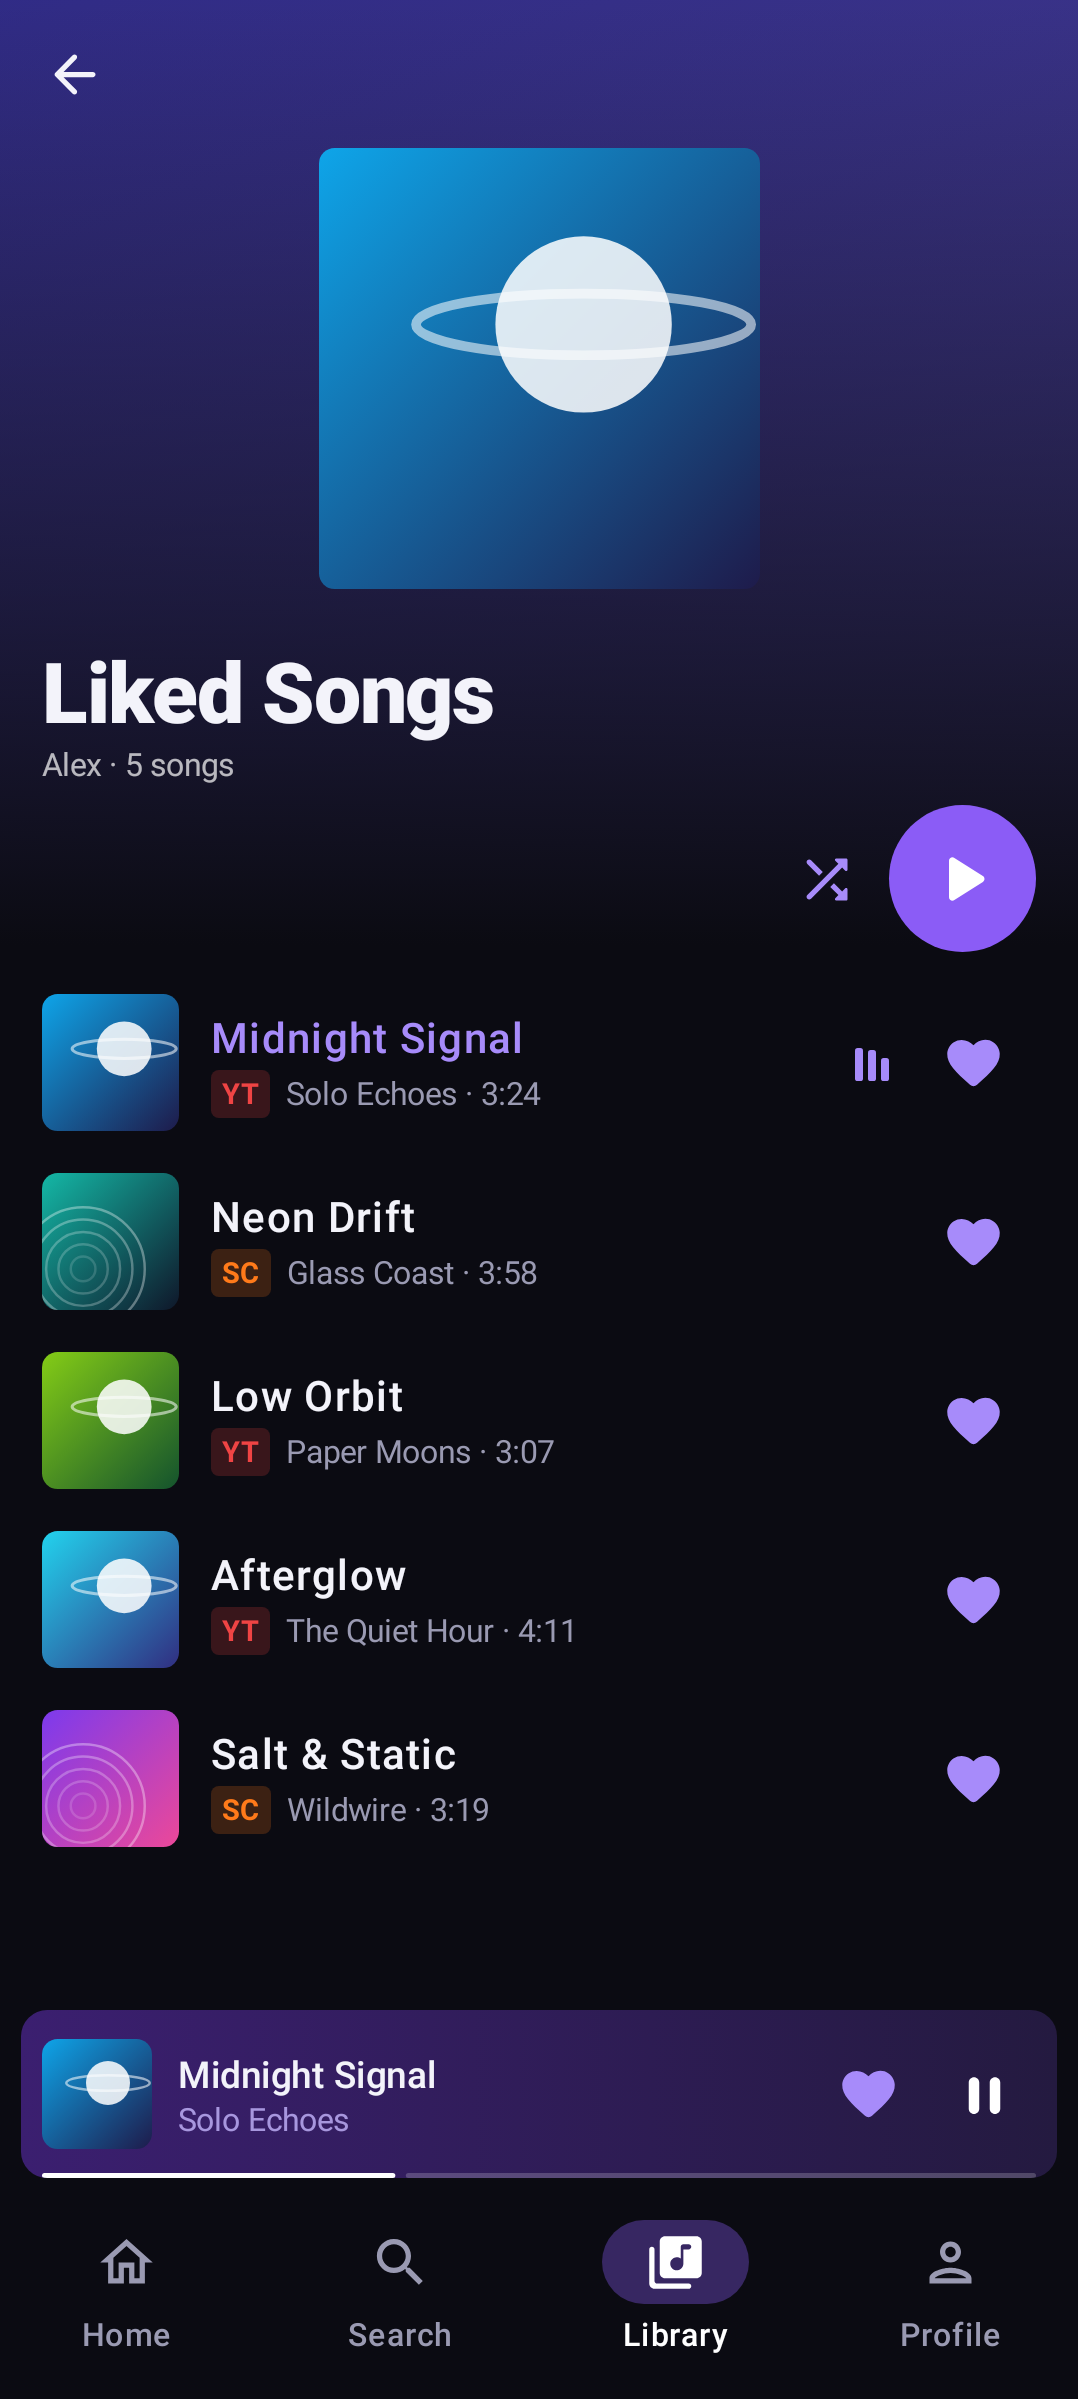 Liked Songs
Alex · 5 songs
Midnight Signal
YT Solo Echoes · 3:24
Neon Drift
SC Glass Coast · 3:58
Low Orbit
YT Paper Moons · 3:07
Afterglow
YT The Quiet Hour · 4:11
Salt & Static
SC Wildwire · 3:19
Midnight Signal
Solo Echoes
Home Search Library Profile